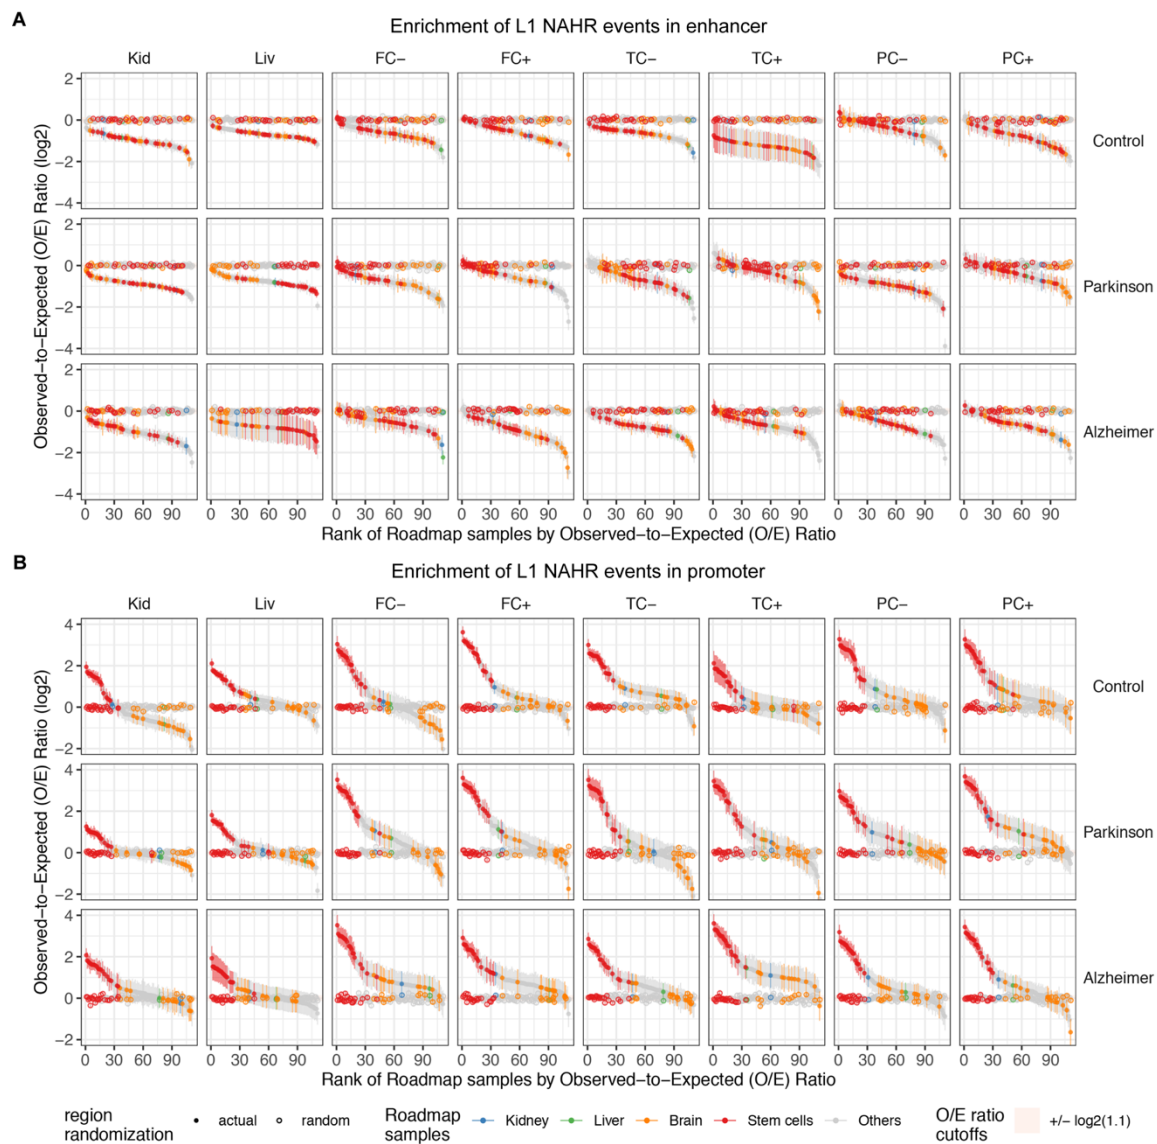 A
Enrichment of L1 NAHR events in enhancer
Kid Liv FC− FC+ TC− TC+ PC− PC+
Observed−to−Expected (O/E) Ratio (log2)
2
0
−2
−4
Control
2
0
−2
−4
Parkinson
2
0
−2
−4
Alzheimer
0 30 60 90 0 30 60 90 0 30 60 90 0 30 60 90 0 30 60 90 0 30 60 90 0 30 60 90 0 30 60 90
Rank of Roadmap samples by Observed−to−Expected (O/E) Ratio
B
Enrichment of L1 NAHR events in promoter
Kid Liv FC− FC+ TC− TC+ PC− PC+
Observed−to−Expected (O/E) Ratio (log2)
4
2
0
−2
Control
4
2
0
−2
Parkinson
4
2
0
−2
Alzheimer
0 30 60 90 0 30 60 90 0 30 60 90 0 30 60 90 0 30 60 90 0 30 60 90 0 30 60 90 0 30 60 90
Rank of Roadmap samples by Observed−to−Expected (O/E) Ratio
region
randomization
actual random
Roadmap
samples
Kidney Liver Brain Stem cells Others
O/E ratio
cutoffs
+/− log2(1.1)